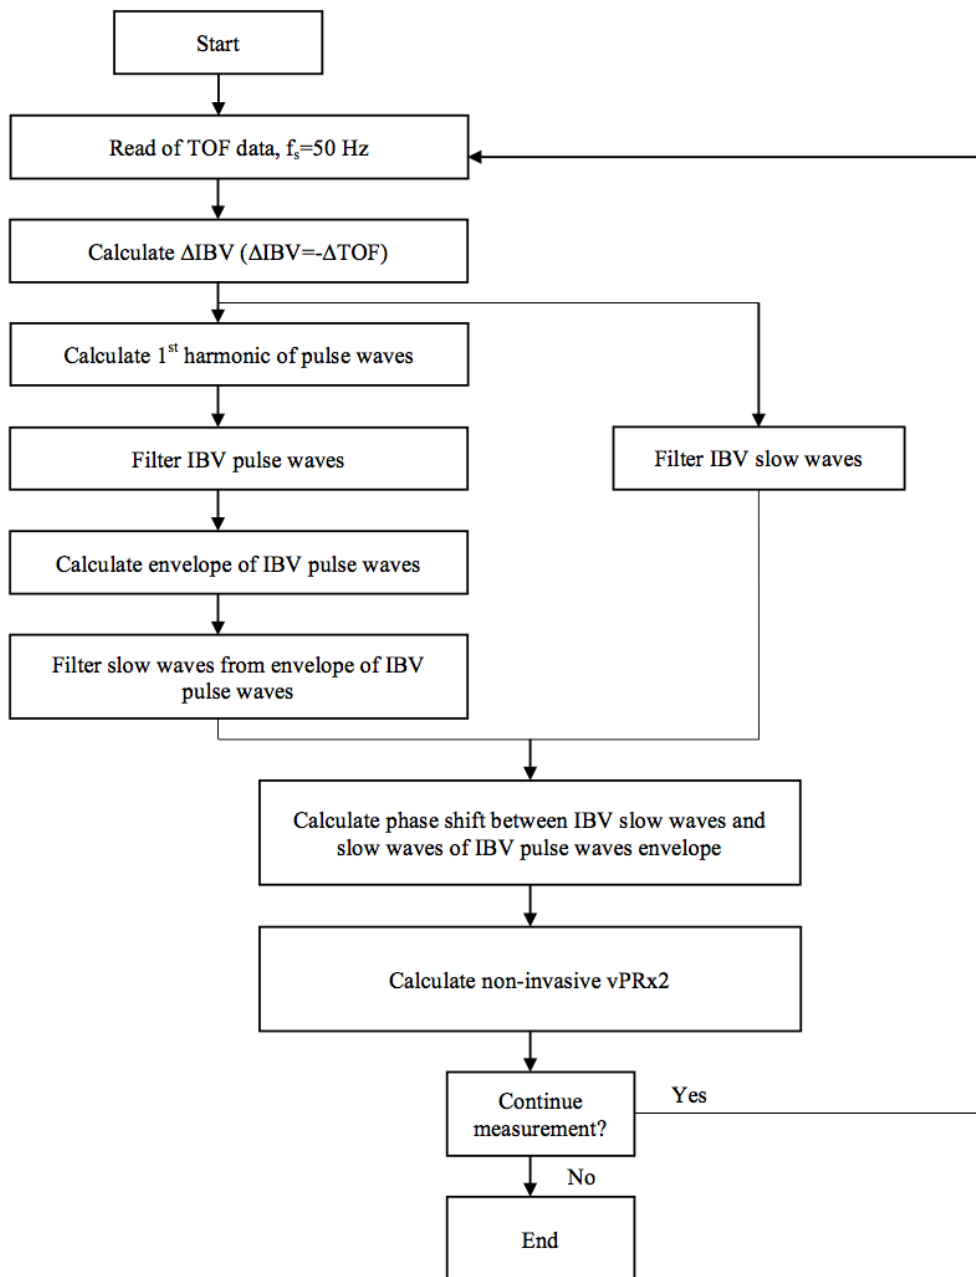 Start
Read of TOF data, fₛ=50 Hz
Calculate ΔIBV (ΔIBV=-ΔTOF)
Calculate 1ˢᵗ harmonic of pulse waves
Filter IBV pulse waves
Filter IBV slow waves
Calculate envelope of IBV pulse waves
Filter slow waves from envelope of IBV
pulse waves
Calculate phase shift between IBV slow waves and
slow waves of IBV pulse waves envelope
Calculate non-invasive vPRx2
Continue
measurement?
Yes
No
End